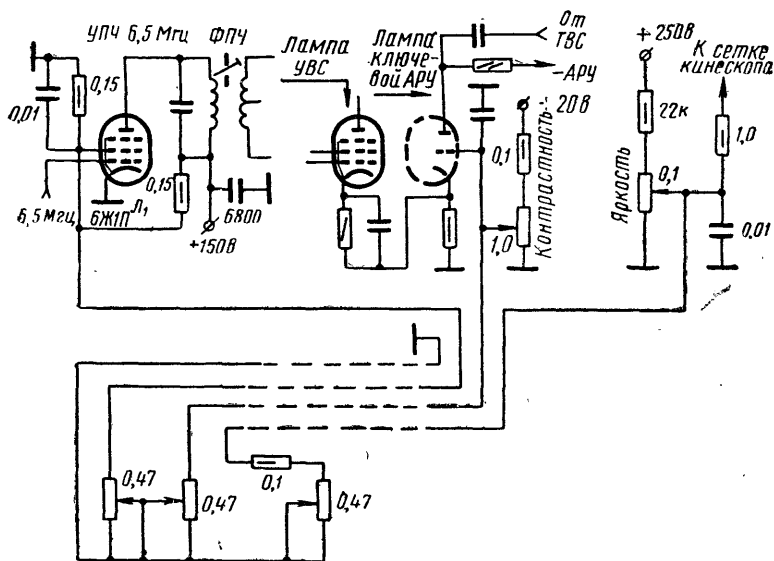 УПЧ 6,5 Мгц
ФПЧ
Лампа
УВС
Лампа
ключе-
вой АРУ
От
ТВС
-АРУ
+ 250В
К сетке
кинескопа
0,15
0,01
20В
22к
Контрастность
0,1
1,0
Яркость
0,1
1,0
0,01
6,5 Мгц
6Ж1П
Л₁
0,15
6800
+150В
0,1
0,47
0,47
0,47